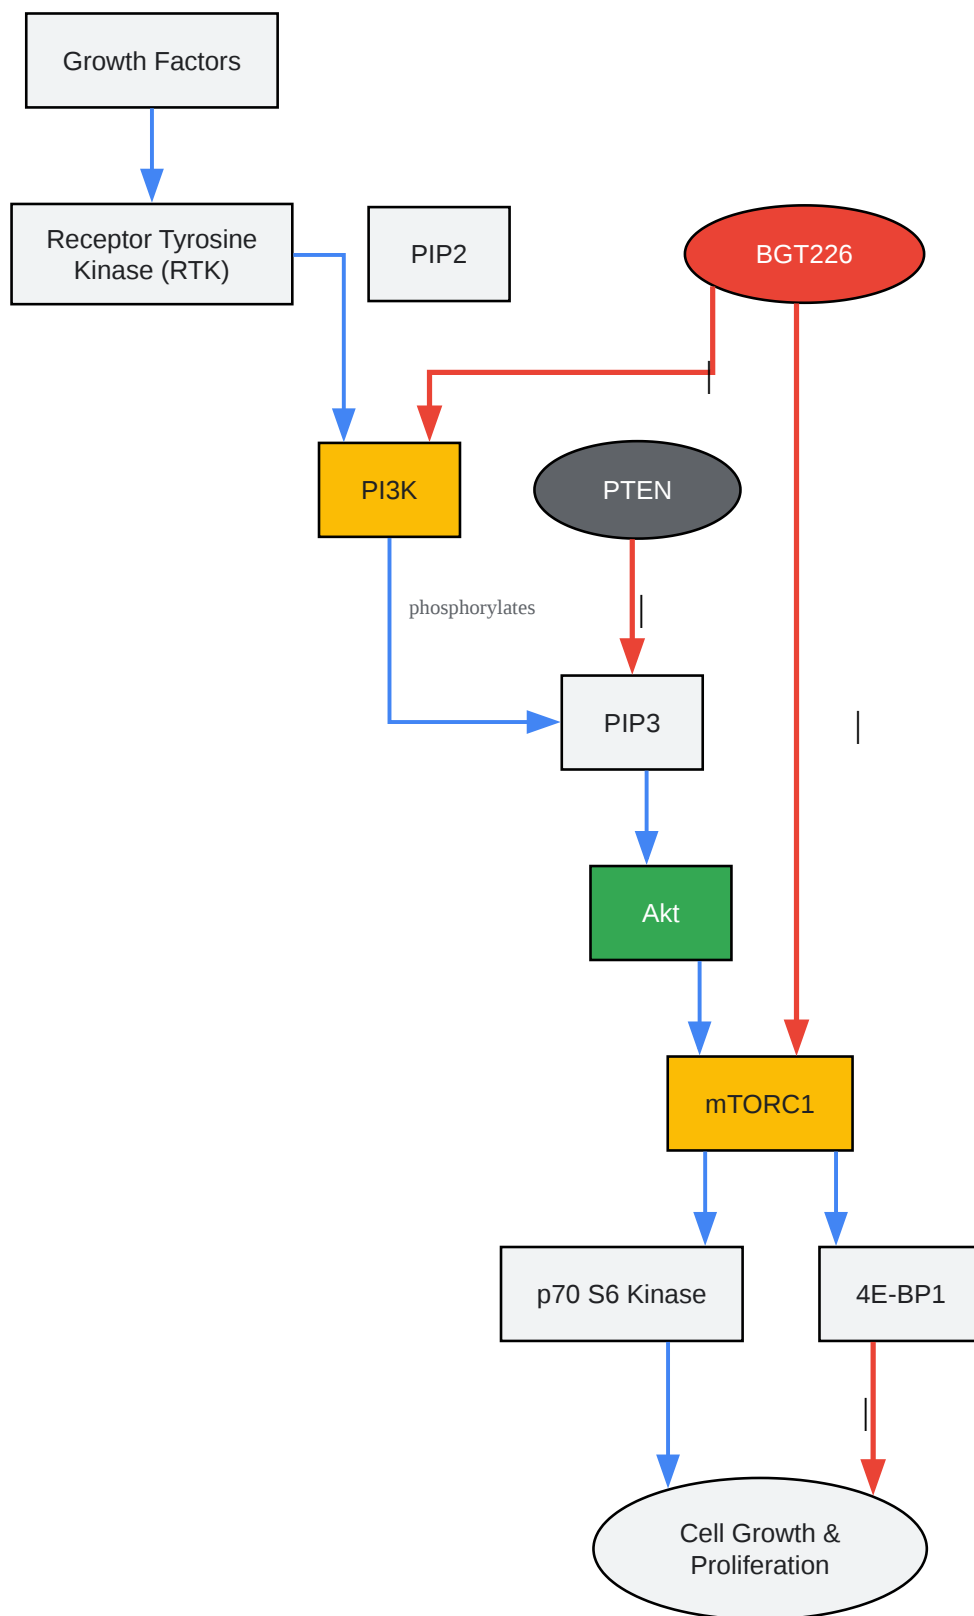 Growth Factors
Receptor Tyrosine
Kinase (RTK)
PIP2
BGT226
|
PI3K
PTEN
phosphorylates
|
PIP3
|
Akt
mTORC1
p70 S6 Kinase
4E-BP1
|
Cell Growth &
Proliferation